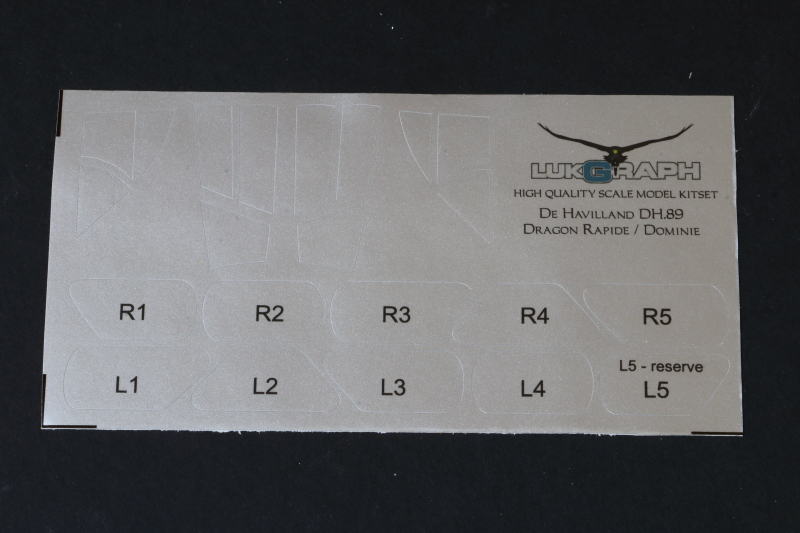 LUKGRAPH
HIGH QUALITY SCALE MODEL KITSET
DE HAVILLAND DH.89
DRAGON RAPIDE / DOMINIE
R1 R2 R3 R4 R5
L5 - reserve
L1 L2 L3 L4 L5